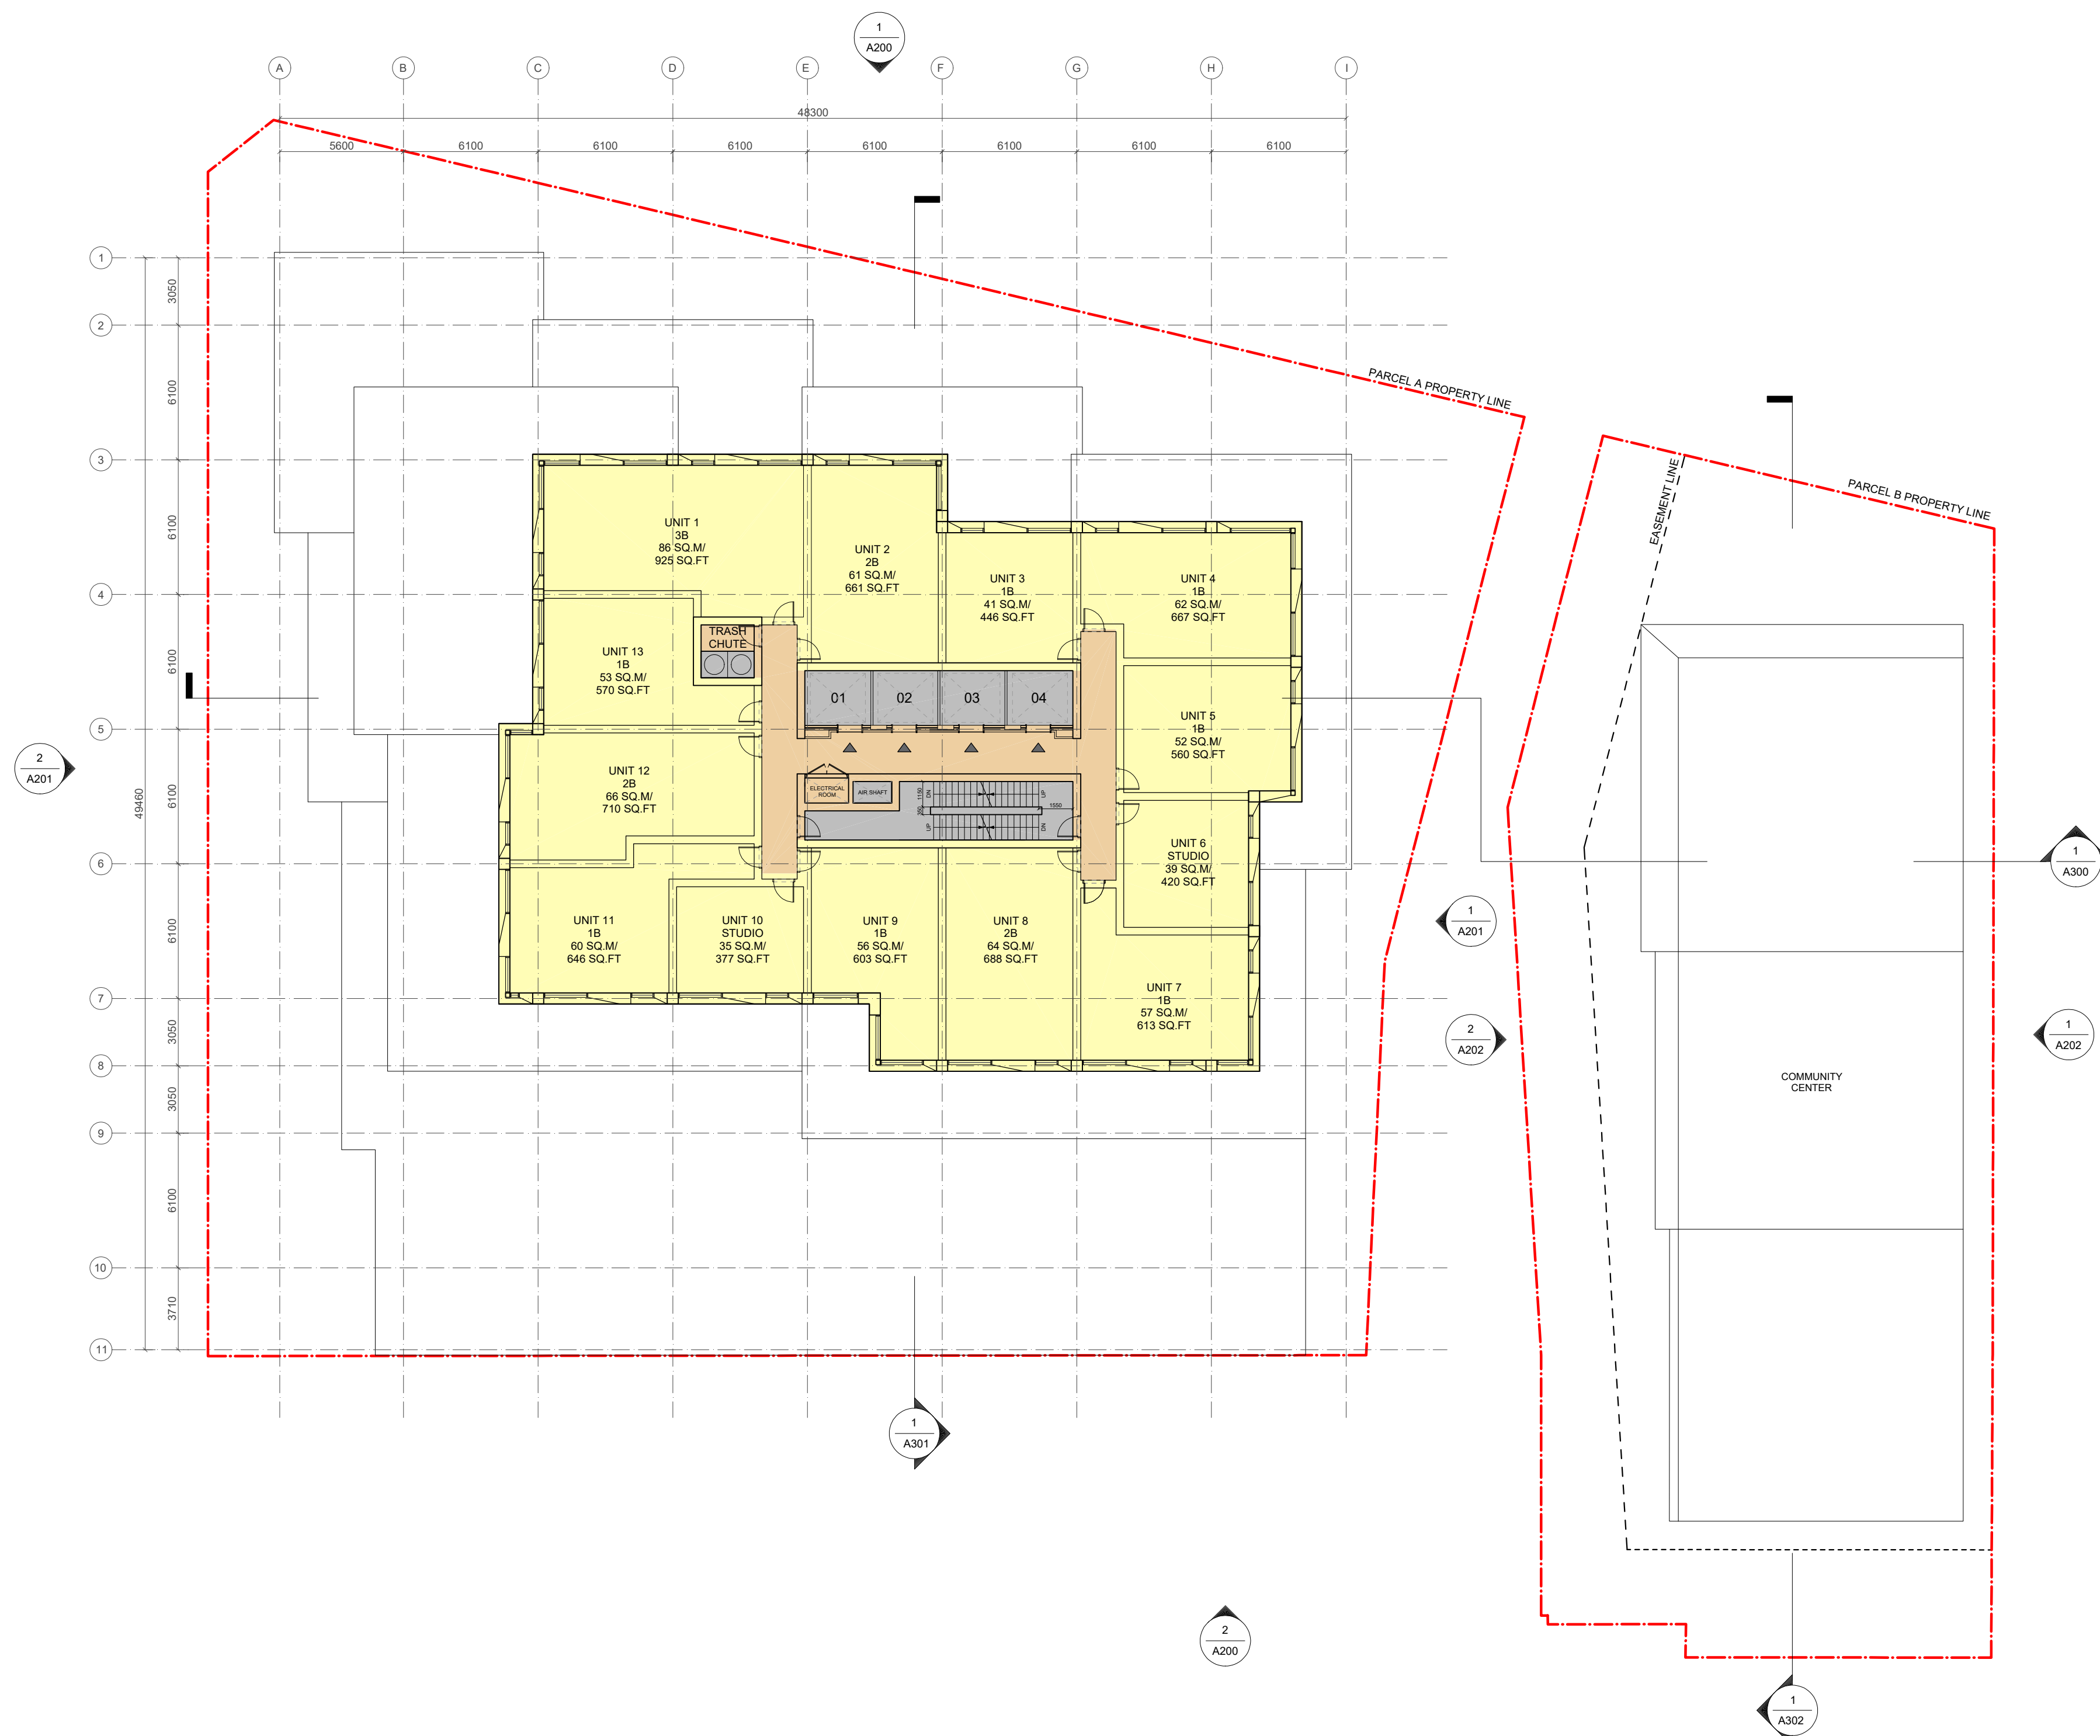 1
A200
A
B
C
D
E
F
G
H
I
48300
5600
6100
6100
6100
6100
6100
6100
6100
1
2
3
4
5
6
7
8
9
10
11
3050
6100
6100
6100
6100
6100
3050
3050
6100
3710
49460
PARCEL A PROPERTY LINE
PARCEL B PROPERTY LINE
EASEMENT LINE
UNIT 1
3B
86 SQ.M/
925 SQ.FT
UNIT 2
2B
61 SQ.M/
661 SQ.FT
UNIT 3
1B
41 SQ.M/
446 SQ.FT
UNIT 4
1B
62 SQ.M/
667 SQ.FT
TRASH
CHUTE
UNIT 13
1B
53 SQ.M/
570 SQ.FT
01
02
03
04
UNIT 5
1B
52 SQ.M/
560 SQ.FT
UNIT 12
2B
66 SQ.M/
710 SQ.FT
ELECTRICAL
ROOM
AIR SHAFT
1150
350
DN
UP
UP
DN
1550
UNIT 6
STUDIO
39 SQ.M/
420 SQ.FT
UNIT 11
1B
60 SQ.M/
646 SQ.FT
UNIT 10
STUDIO
35 SQ.M/
377 SQ.FT
UNIT 9
1B
56 SQ.M/
603 SQ.FT
UNIT 8
2B
64 SQ.M/
688 SQ.FT
UNIT 7
1B
57 SQ.M/
613 SQ.FT
2
A201
1
A201
2
A202
1
A300
1
A202
COMMUNITY
CENTER
1
A301
2
A200
1
A302